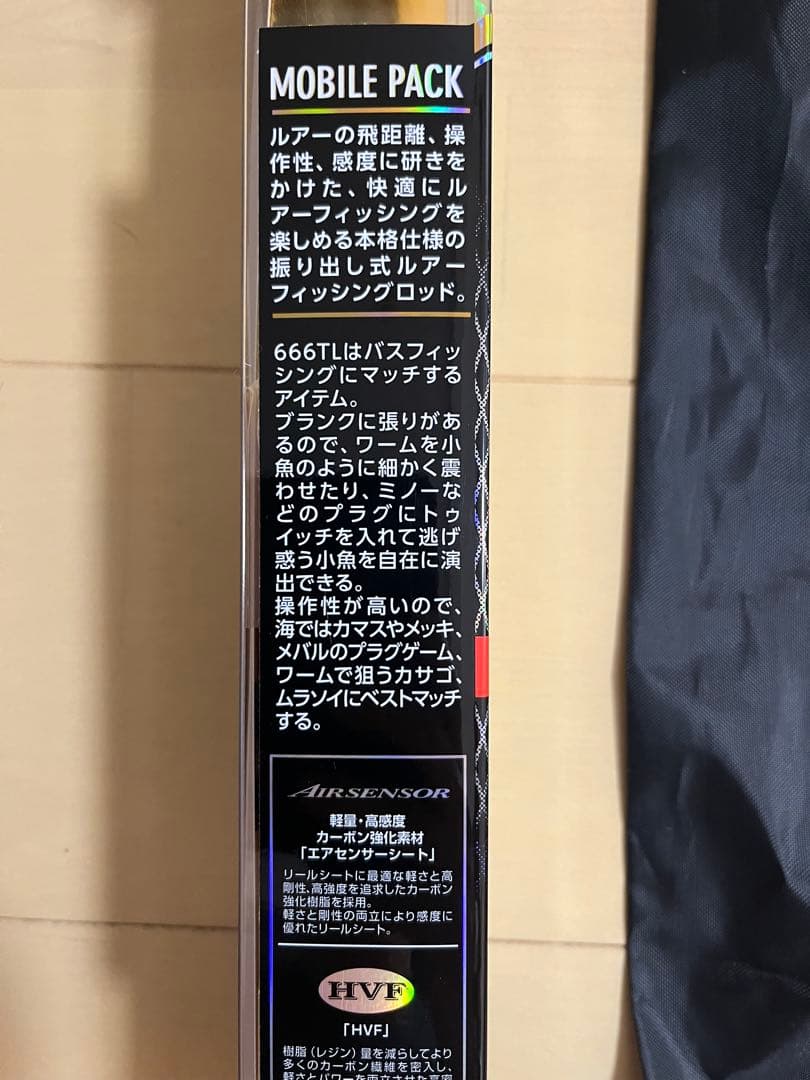 MOBILE PACK
ルアーの飛距離、操
作性、感度に研きを
かけた、快適にル
アーフィッシングを
楽しめる本格仕様の
振り出し式ルアー
フィッシングロッド。
666TLはバスフィッ
シングにマッチする
アイテム。
ブランクに張りがあ
るので、ワームを小
魚のように細かく震
わせたり、ミノーな
どのプラグにトゥ
イッチを入れて逃げ
惑う小魚を自在に演
出できる。
操作性が高いので、
海ではカマスやメッキ、
メバルのプラグゲーム、
ワームで狙うカサゴ、
ムラソイにベストマッチ
する。
AIRSENSOR
軽量・高感度
カーボン強化素材
「エアセンサーシート」
リールシートに最適な軽さと高
剛性、高強度を追求したカーボン
強化樹脂を採用。
軽さと剛性の両立により感度に
優れたリールシート。
HVF
「HVF」
樹脂（レジン）量を減らしてより
多くのカーボン繊維を密入し、
軽さとパワーを両立させた高密